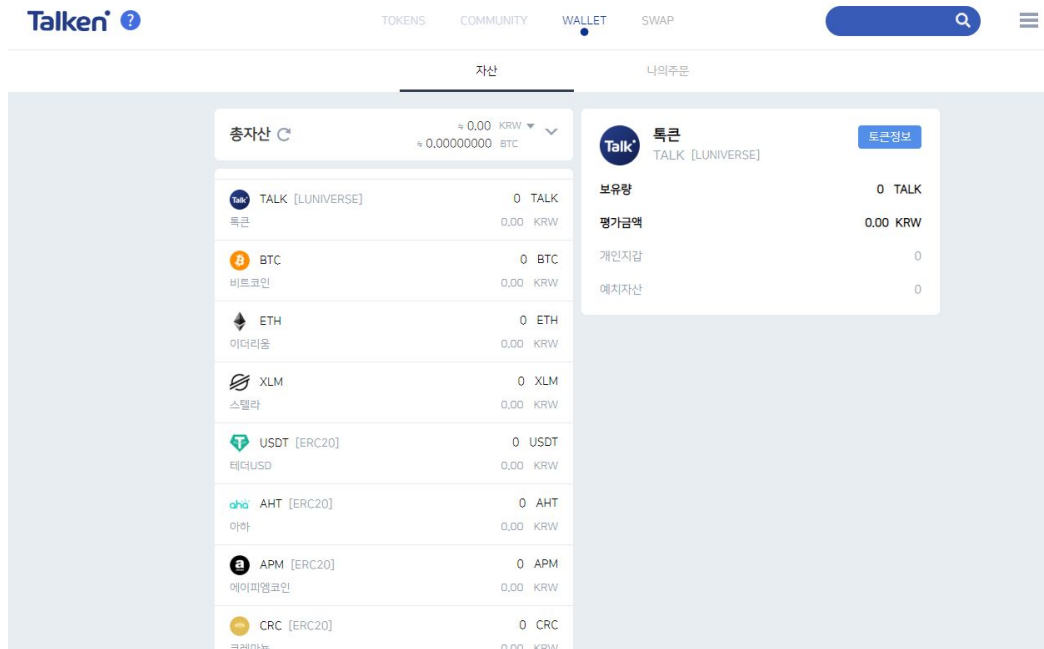 Talken ?
TOKENS COMMUNITY WALLET SWAP
자산 나의주문
총자산 ≈ 0.00 KRW
≈ 0.00000000 BTC
Talk TALK [LUNIVERSE] 0 TALK
톡큰 0.00 KRW
BTC 0 BTC
비트코인 0.00 KRW
ETH 0 ETH
이더리움 0.00 KRW
XLM 0 XLM
스텔라 0.00 KRW
USDT [ERC20] 0 USDT
테더USD 0.00 KRW
aha AHT [ERC20] 0 AHT
아하 0.00 KRW
a APM [ERC20] 0 APM
에이피엠코인 0.00 KRW
CRC [ERC20] 0 CRC
0.00 KRW
Talk 톡큰 토큰정보
TALK [LUNIVERSE]
보유량 0 TALK
평가금액 0.00 KRW
개인지갑 0
예치자산 0